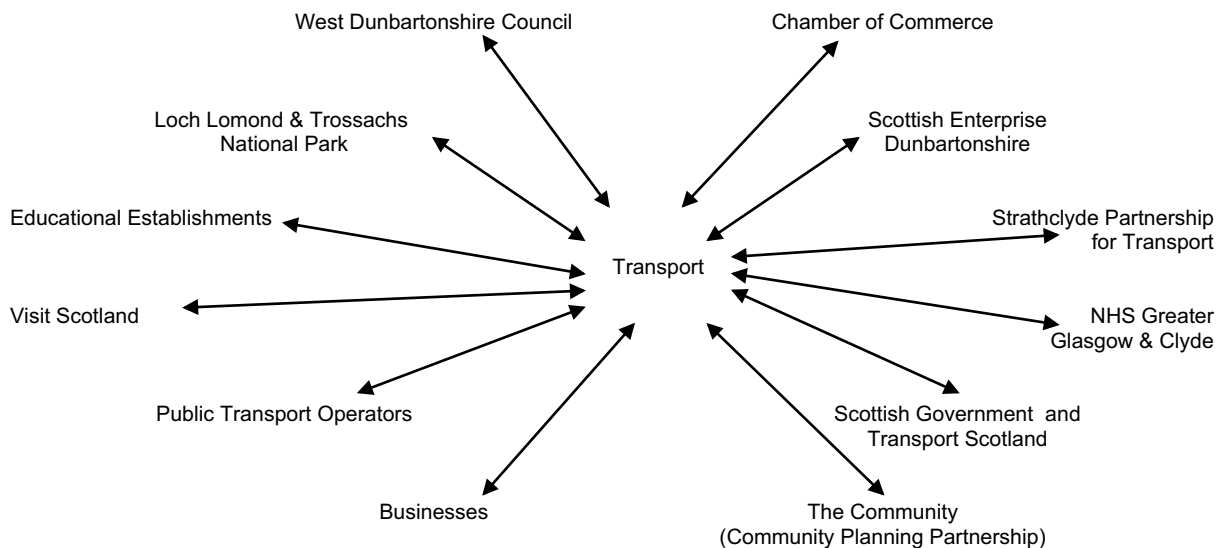 West Dunbartonshire Council
Chamber of Commerce
Loch Lomond & Trossachs
National Park
Scottish Enterprise
Dunbartonshire
Educational Establishments
Strathclyde Partnership
for Transport
Transport
Visit Scotland
NHS Greater
Glasgow & Clyde
Public Transport Operators
Scottish Government and
Transport Scotland
Businesses
The Community
(Community Planning Partnership)